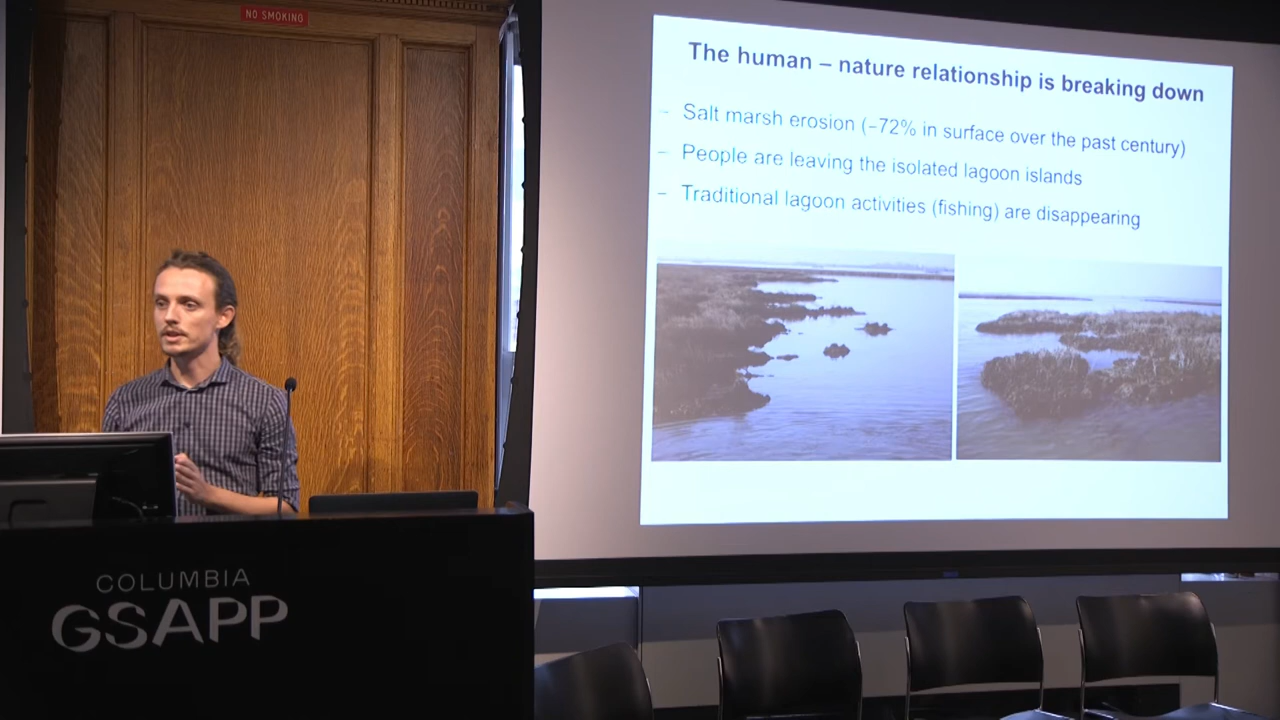 NO SMOKING
The human – nature relationship is breaking down
– Salt marsh erosion (–72% in surface over the past century)
– People are leaving the isolated lagoon islands
– Traditional lagoon activities (fishing) are disappearing
COLUMBIA
GSAPP